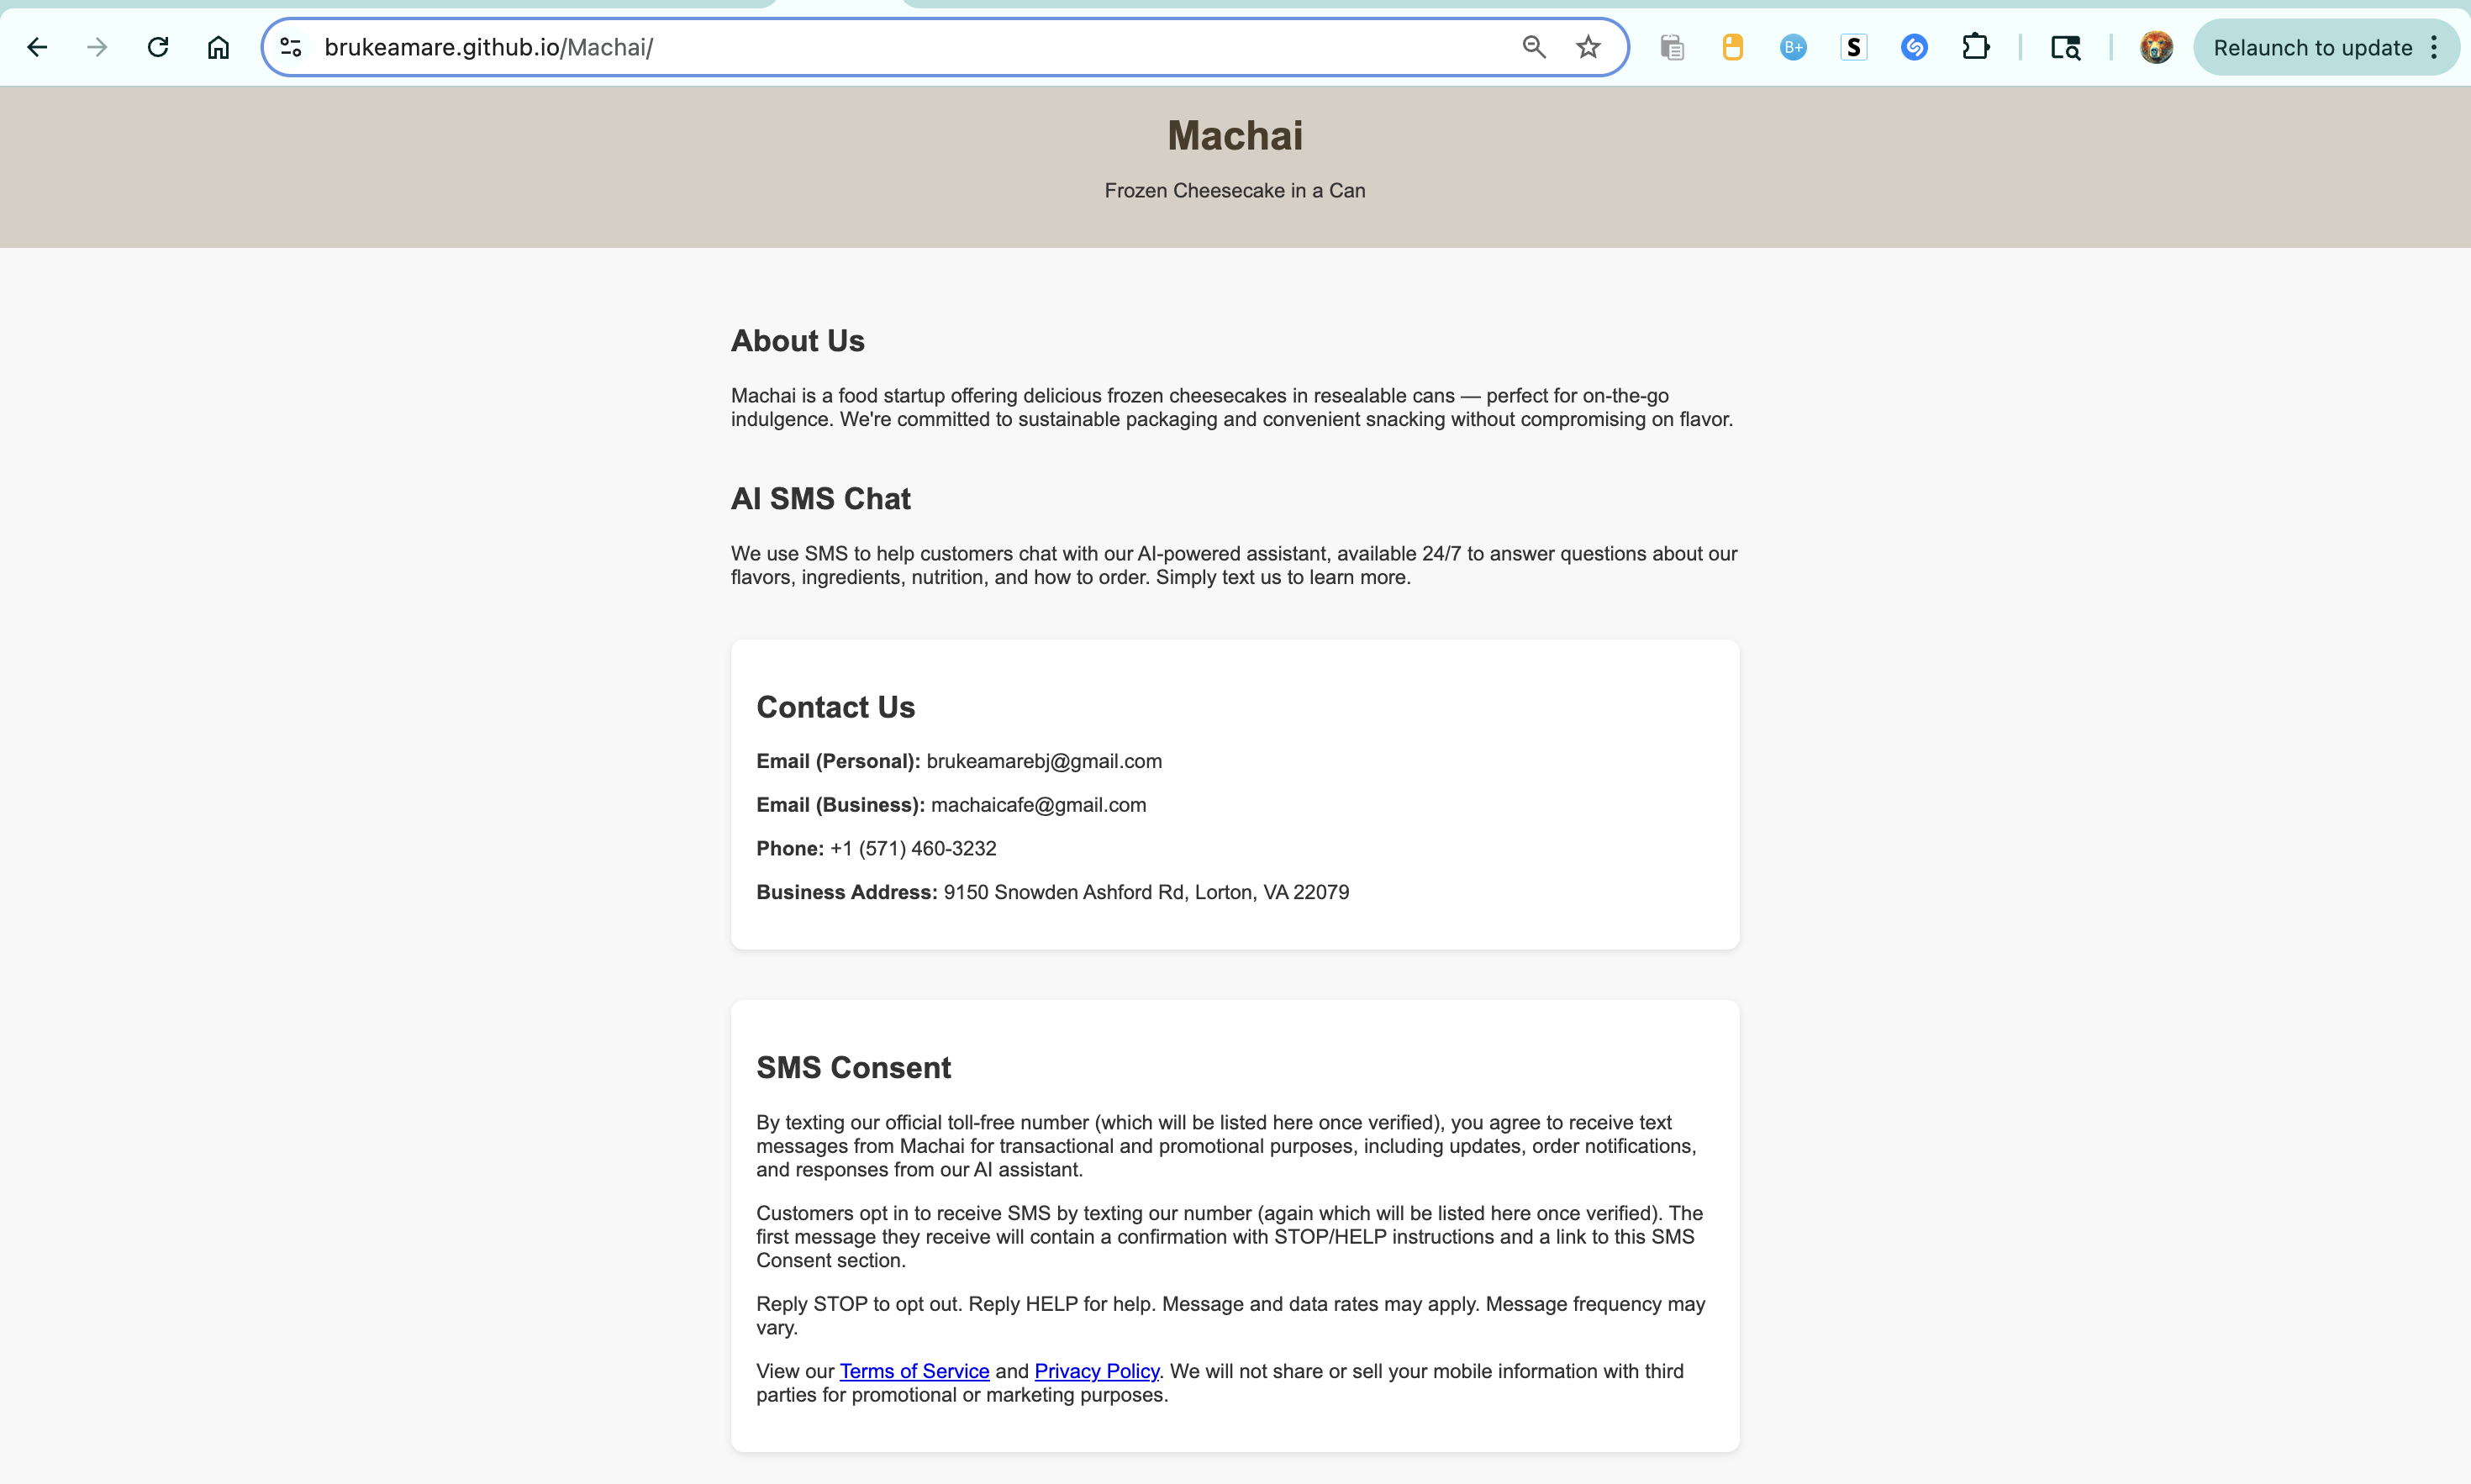 brukeamare.github.io/Machai/
B+
S
Relaunch to update
Machai
Frozen Cheesecake in a Can
About Us
Machai is a food startup offering delicious frozen cheesecakes in resealable cans — perfect for on-the-go
indulgence. We're committed to sustainable packaging and convenient snacking without compromising on flavor.
AI SMS Chat
We use SMS to help customers chat with our AI-powered assistant, available 24/7 to answer questions about our
flavors, ingredients, nutrition, and how to order. Simply text us to learn more.
Contact Us
Email (Personal): brukeamarebj@gmail.com
Email (Business): machaicafe@gmail.com
Phone: +1 (571) 460-3232
Business Address: 9150 Snowden Ashford Rd, Lorton, VA 22079
SMS Consent
By texting our official toll-free number (which will be listed here once verified), you agree to receive text
messages from Machai for transactional and promotional purposes, including updates, order notifications,
and responses from our AI assistant.
Customers opt in to receive SMS by texting our number (again which will be listed here once verified). The
first message they receive will contain a confirmation with STOP/HELP instructions and a link to this SMS
Consent section.
Reply STOP to opt out. Reply HELP for help. Message and data rates may apply. Message frequency may
vary.
View our Terms of Service and Privacy Policy. We will not share or sell your mobile information with third
parties for promotional or marketing purposes.